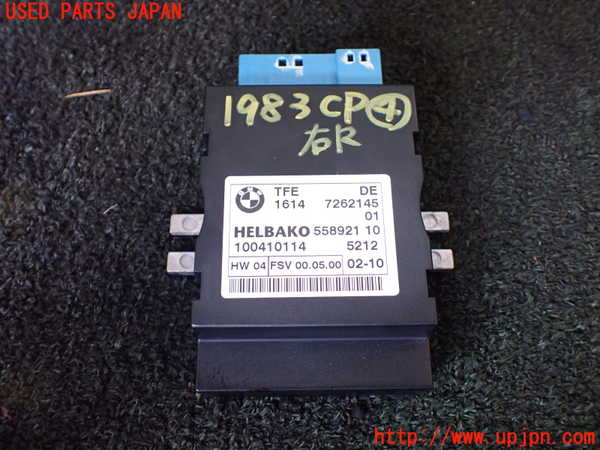 USED PARTS JAPAN
1983 CP④
右R
TFE DE
1614 7262145
01
HELBAKO 558921 10
100410114 5212
HW 04 FSV 00.05.00 02-10
http://www.upjpn.com/